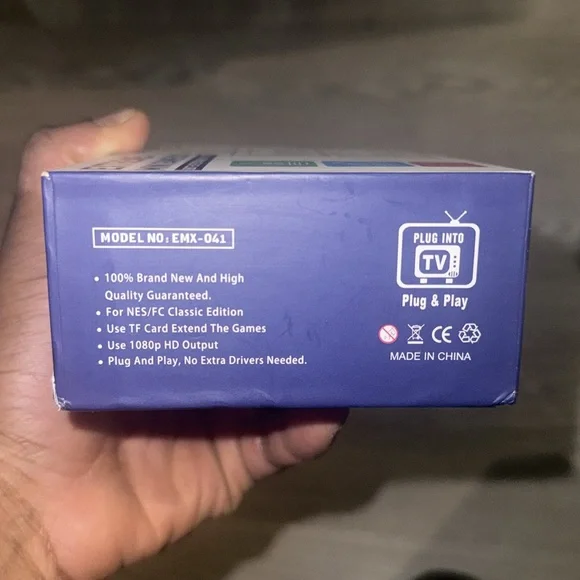 MODEL NO: EMX-041
• 100% Brand New And High
Quality Guaranteed.
• For NES/FC Classic Edition
• Use TF Card Extend The Games
• Use 1080p HD Output
• Plug And Play, No Extra Drivers Needed.
PLUG INTO
TV
Plug & Play
CE
MADE IN CHINA